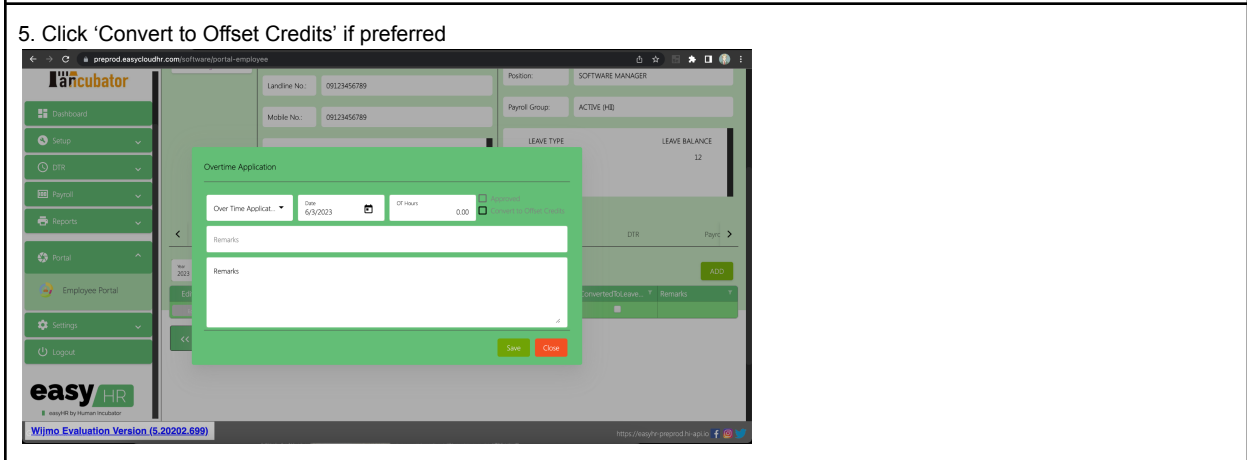 5. Click ‘Convert to Offset Credits’ if preferred
preprod.easycloudhr.com/software/portal-employee
Landline No.: 09123456789
Position: SOFTWARE MANAGER
Dashboard
Mobile No.: 09123456789
Payroll Group: ACTIVE (HI)
Setup
LEAVE TYPE LEAVE BALANCE
12
DTR
Overtime Application
Payroll
Over Time Applicat...
Date
6/3/2023
OT Hours
0.00
Approved
Convert to Offset Credits
Reports
Remarks
DTR
Portal
Year
2023
Remarks
ADD
Employee Portal
ConvertedToLeave... Remarks
Settings
<<
Save Close
Logout
easy HR
easyHR by Human Incubator
Wijmo Evaluation Version (5.20202.699)
https://easyhr-preprod.hi-api.io